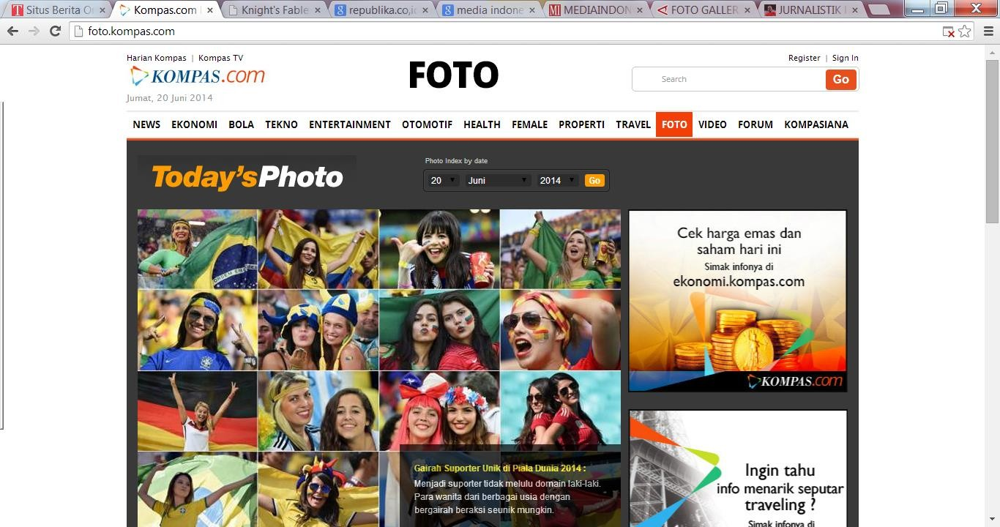 Situs Berita O
Kompas.com
Knight's Fable
republika.co,i
media indone
MEDIAINDON
FOTO GALLER
JURNALISTIK
foto.kompas.com
Harian Kompas | Kompas TV
Register | Sign In
KOMPAS.com
FOTO
Search
Go
Jumat, 20 Juni 2014
NEWS EKONOMI BOLA TEKNO ENTERTAINMENT OTOMOTIF HEALTH FEMALE PROPERTI TRAVEL FOTO VIDEO FORUM KOMPASIANA
Today'sPhoto
Photo Index by date
20 Juni 2014 Go
Cek harga emas dan
saham hari ini
Simak infonya di
ekonomi.kompas.com
KOMPAS.com
Gairah Suporter Unik di Piala Dunia 2014 :
Menjadi suporter tidak melulu domain laki-laki.
Para wanita dari berbagai usia dengan
bergairah beraksi seunik mungkin.
Ingin tahu
info menarik seputar
traveling ?
Simak infonya di